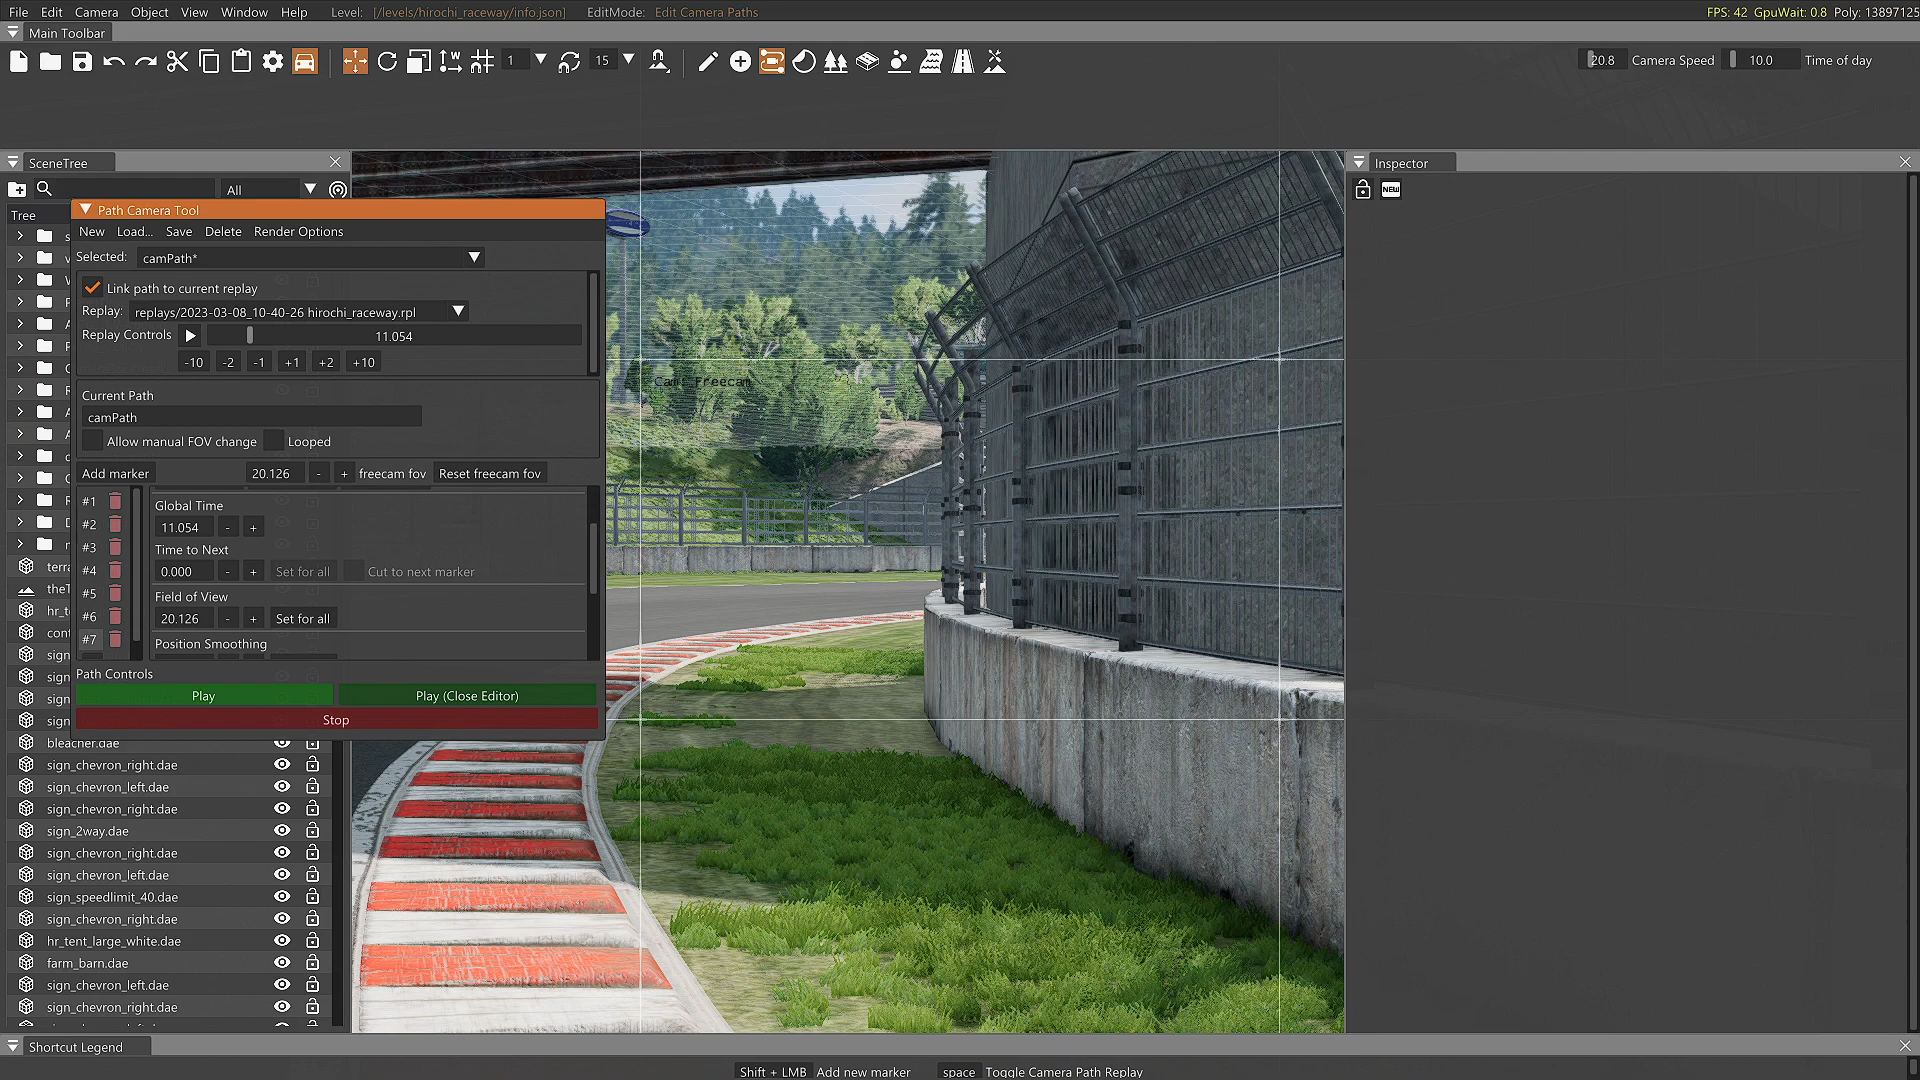 File Edit Camera Object View Window Help Level: [/levels/hirochi_raceway/info.json] EditMode: Edit Camera Paths FPS: 42 GpuWait: 0.8 Poly: 13897125
Main Toolbar
1 15 20.8 Camera Speed 10.0 Time of day
SceneTree
Inspector
All
NEW
Tree
Path Camera Tool
New Load... Save Delete Render Options
Selected: camPath*
Link path to current replay
Replay: replays/2023-03-08_10-40-26 hirochi_raceway.rpl
Replay Controls 11.054
-10 -2 -1 +1 +2 +10
Cam: Freecam
Current Path
camPath
Allow manual FOV change Looped
Add marker 20.126 - + freecam fov Reset freecam fov
#1
#2
#3
#4
#5
#6
#7
Global Time
11.054 - +
Time to Next
0.000 - + Set for all Cut to next marker
Field of View
20.126 - + Set for all
Position Smoothing
Path Controls
Play Play (Close Editor)
Stop
terra
theT
hr_t
cont
sign
sign
sign
sign
bleacher.dae
sign_chevron_right.dae
sign_chevron_left.dae
sign_chevron_right.dae
sign_2way.dae
sign_chevron_right.dae
sign_chevron_left.dae
sign_speedlimit_40.dae
sign_chevron_right.dae
hr_tent_large_white.dae
farm_barn.dae
sign_chevron_left.dae
sign_chevron_right.dae
Shortcut Legend
Shift + LMB Add new marker space Toggle Camera Path Replay